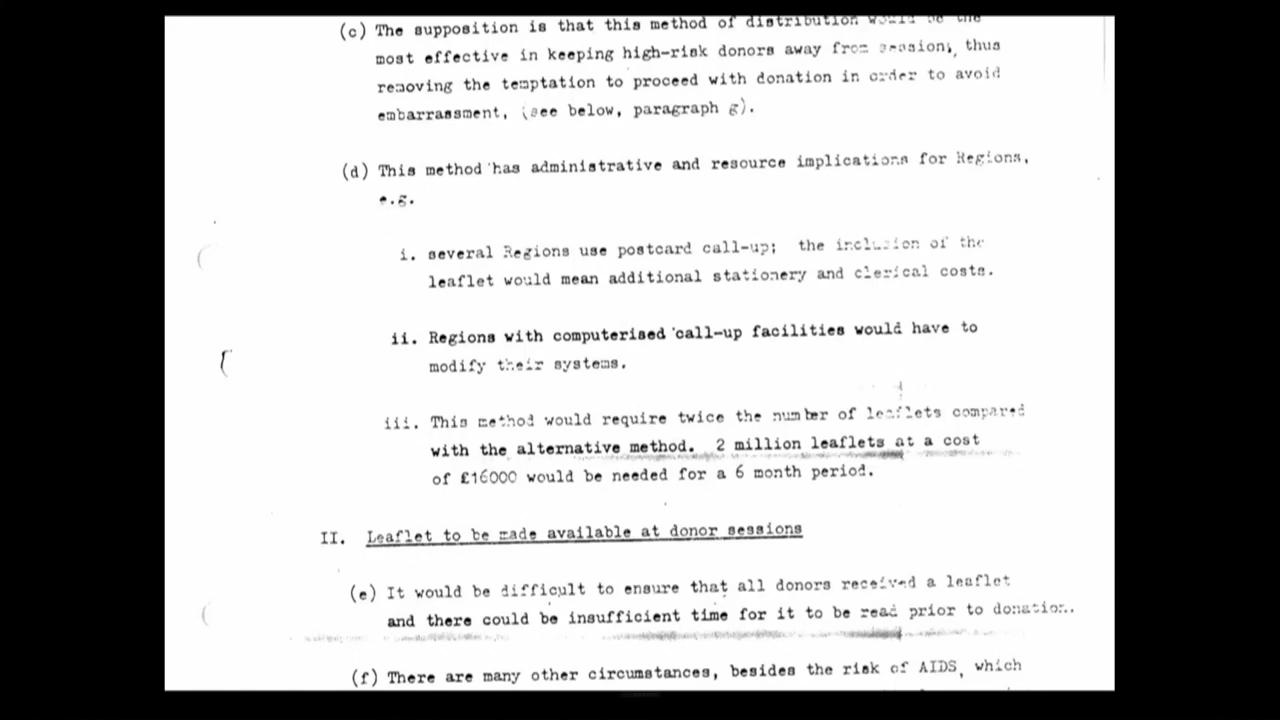 (c) The supposition is that this method of distribution would be the
most effective in keeping high-risk donors away from session, thus
removing the temptation to proceed with donation in order to avoid
embarrassment, (see below, paragraph g).
(d) This method has administrative and resource implications for Regions,
e.g.
i. several Regions use postcard call-up; the inclusion of the
leaflet would mean additional stationery and clerical costs.
ii. Regions with computerised call-up facilities would have to
modify their systems.
iii. This method would require twice the number of leaflets compared
with the alternative method. 2 million leaflets at a cost
of £16000 would be needed for a 6 month period.
II. Leaflet to be made available at donor sessions
(e) It would be difficult to ensure that all donors received a leaflet
and there could be insufficient time for it to be read prior to donation.
(f) There are many other circumstances, besides the risk of AIDS, which